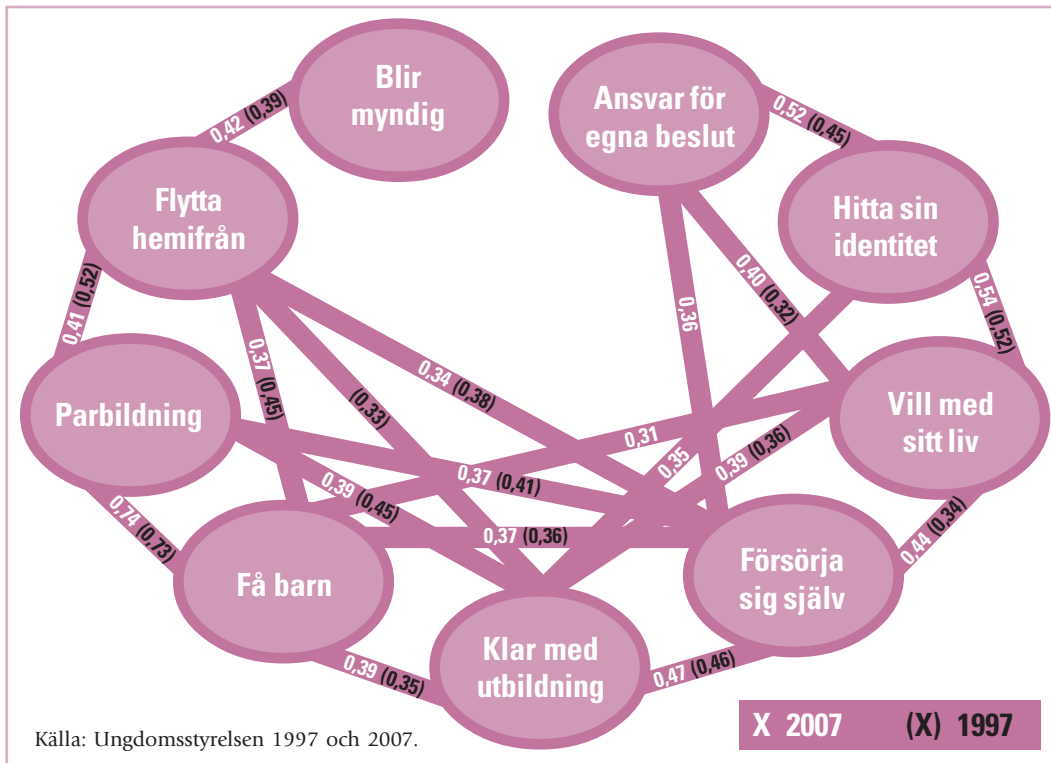 Blir
myndig
Ansvar för
egna beslut
0,42 (0,39)
0,52 (0,45)
Flytta
hemifrån
Hitta sin
identitet
0,41 (0,52)
0,37 (0,45)
(0,33)
0,34 (0,38)
0,36
0,40 (0,32)
0,54 (0,52)
Parbildning
Vill med
sitt liv
0,31
0,35
0,39 (0,36)
0,37 (0,41)
0,39 (0,45)
0,74 (0,73)
0,37 (0,36)
0,44 (0,34)
Få barn
Försörja
sig själv
Klar med
utbildning
0,39 (0,35)
0,47 (0,46)
X 2007 (X) 1997
Källa: Ungdomsstyrelsen 1997 och 2007.